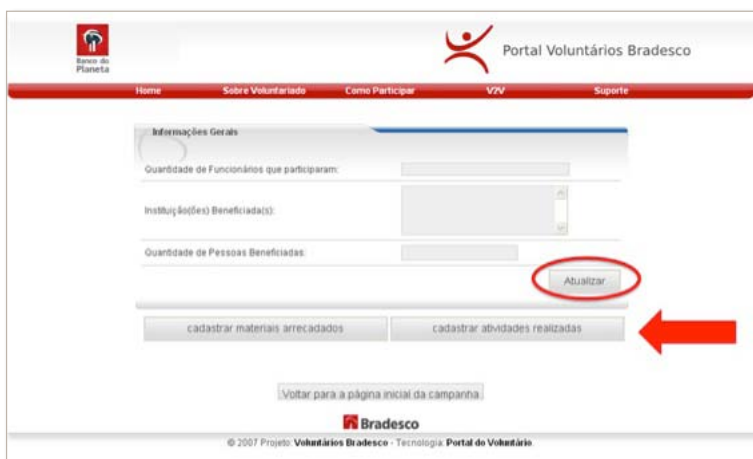 Banco do
Planeta
Portal Voluntários Bradesco
Home Sobre Voluntariado Como Participar V2V Suporte
Informações Gerais
Quantidade de Funcionários que participaram:
Instituição(ões) Beneficiada(s):
Quantidade de Pessoas Beneficiadas:
Atualizar
cadastrar materiais arrecadados cadastrar atividades realizadas
Voltar para a página inicial da campanha
Bradesco
© 2007 Projeto: Voluntários Bradesco - Tecnologia: Portal do Voluntário